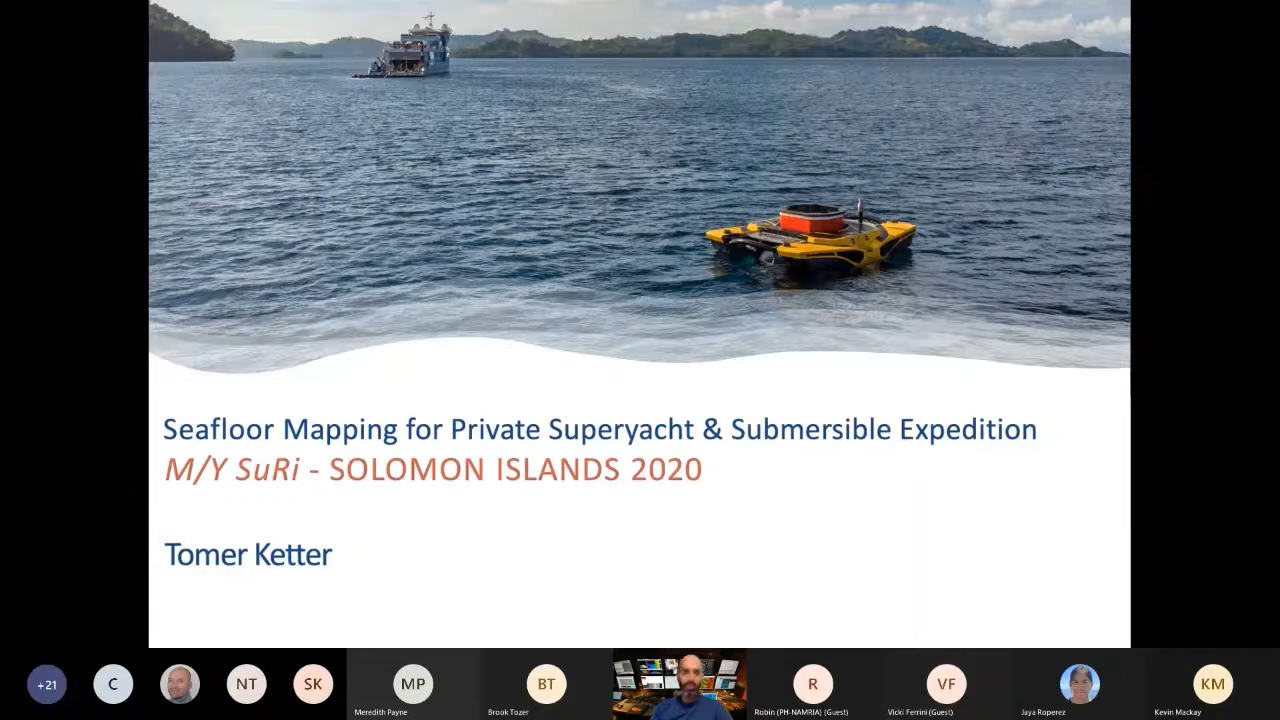 Seafloor Mapping for Private Superyacht & Submersible Expedition
M/Y SuRi - SOLOMON ISLANDS 2020
Tomer Ketter
+21
C
NT
SK
MP
BT
R
VF
KM
Meredith Payne
Brook Tozer
Robin (PH-NAMRIA) (Guest)
Vicki Ferrini (Guest)
Jaya Roperez
Kevin Mackay